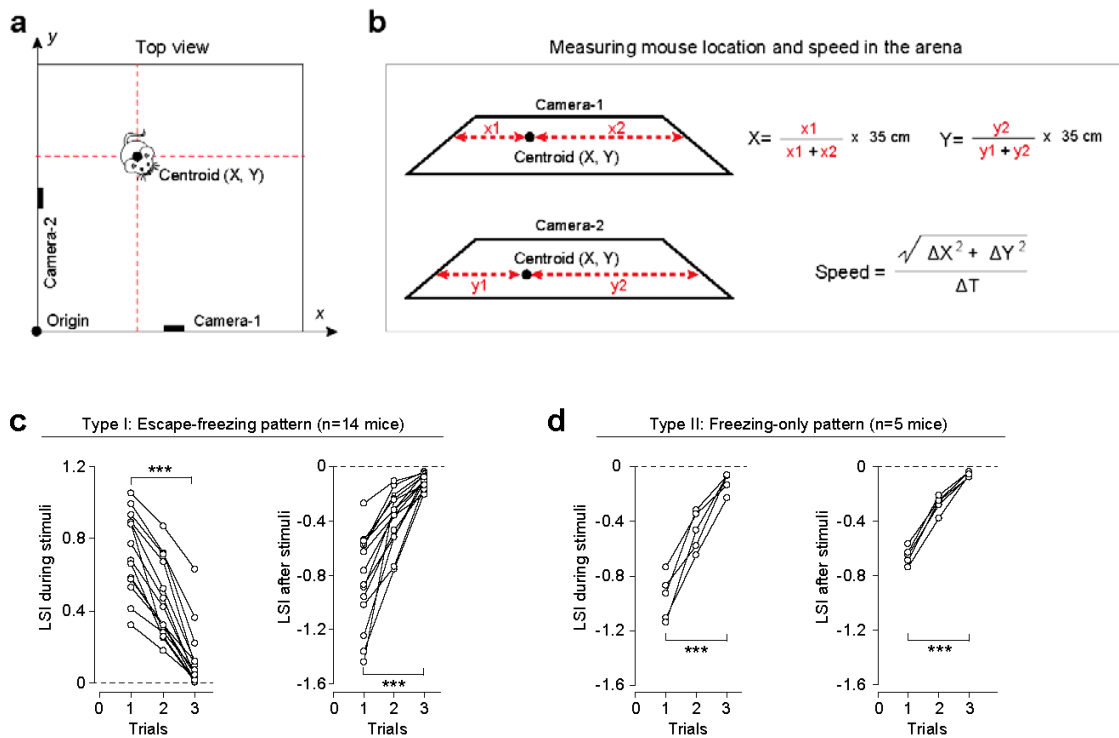 a
y
Top view
Centroid (X, Y)
Camera-2
Origin
Camera-1
x
b
Measuring mouse location and speed in the arena
Camera-1
x1 x2
Centroid (X, Y)
X= x1 / x1 + x2 x 35 cm
Y= y2 / y1 + y2 x 35 cm
Camera-2
Centroid (X, Y)
y1 y2
Speed = √ΔX² + ΔY² / ΔT
c
Type I: Escape-freezing pattern (n=14 mice)
LSI during stimuli
1.2
0.8
0.4
0
***
0 1 2 3
Trials
LSI after stimuli
0
-0.4
-0.8
-1.2
-1.6
***
0 1 2 3
Trials
d
Type II: Freezing-only pattern (n=5 mice)
LSI during stimuli
0
-0.4
-0.8
-1.2
-1.6
***
0 1 2 3
Trials
LSI after stimuli
0
-0.4
-0.8
-1.2
-1.6
***
0 1 2 3
Trials